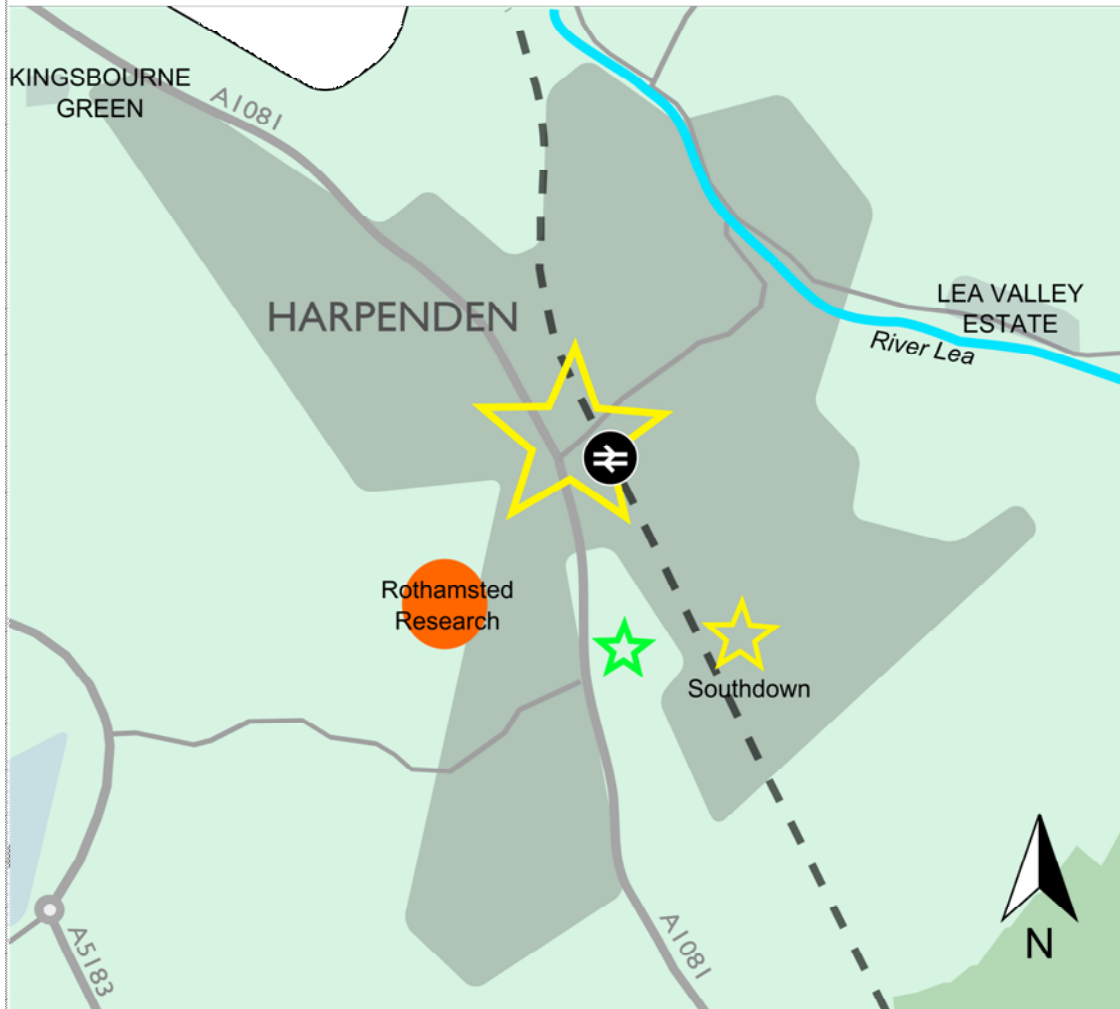 KINGSBOURNE
GREEN
A1081
HARPENDEN
LEA VALLEY
ESTATE
River Lea
Rothamsted
Research
Southdown
A1081
A5183
N